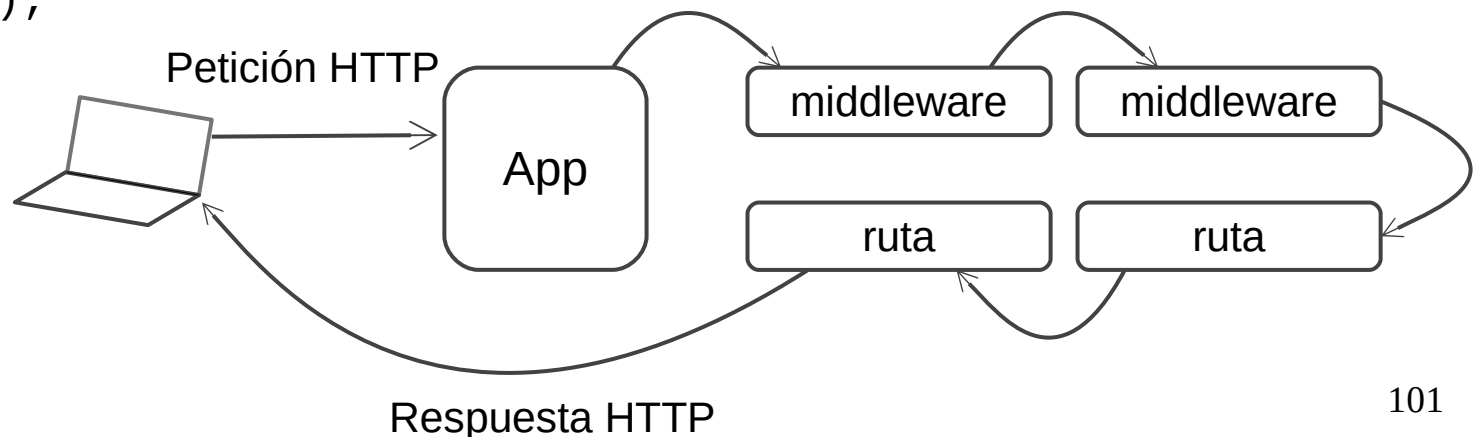 );
Petición HTTP
App
middleware
middleware
ruta
ruta
Respuesta HTTP
101